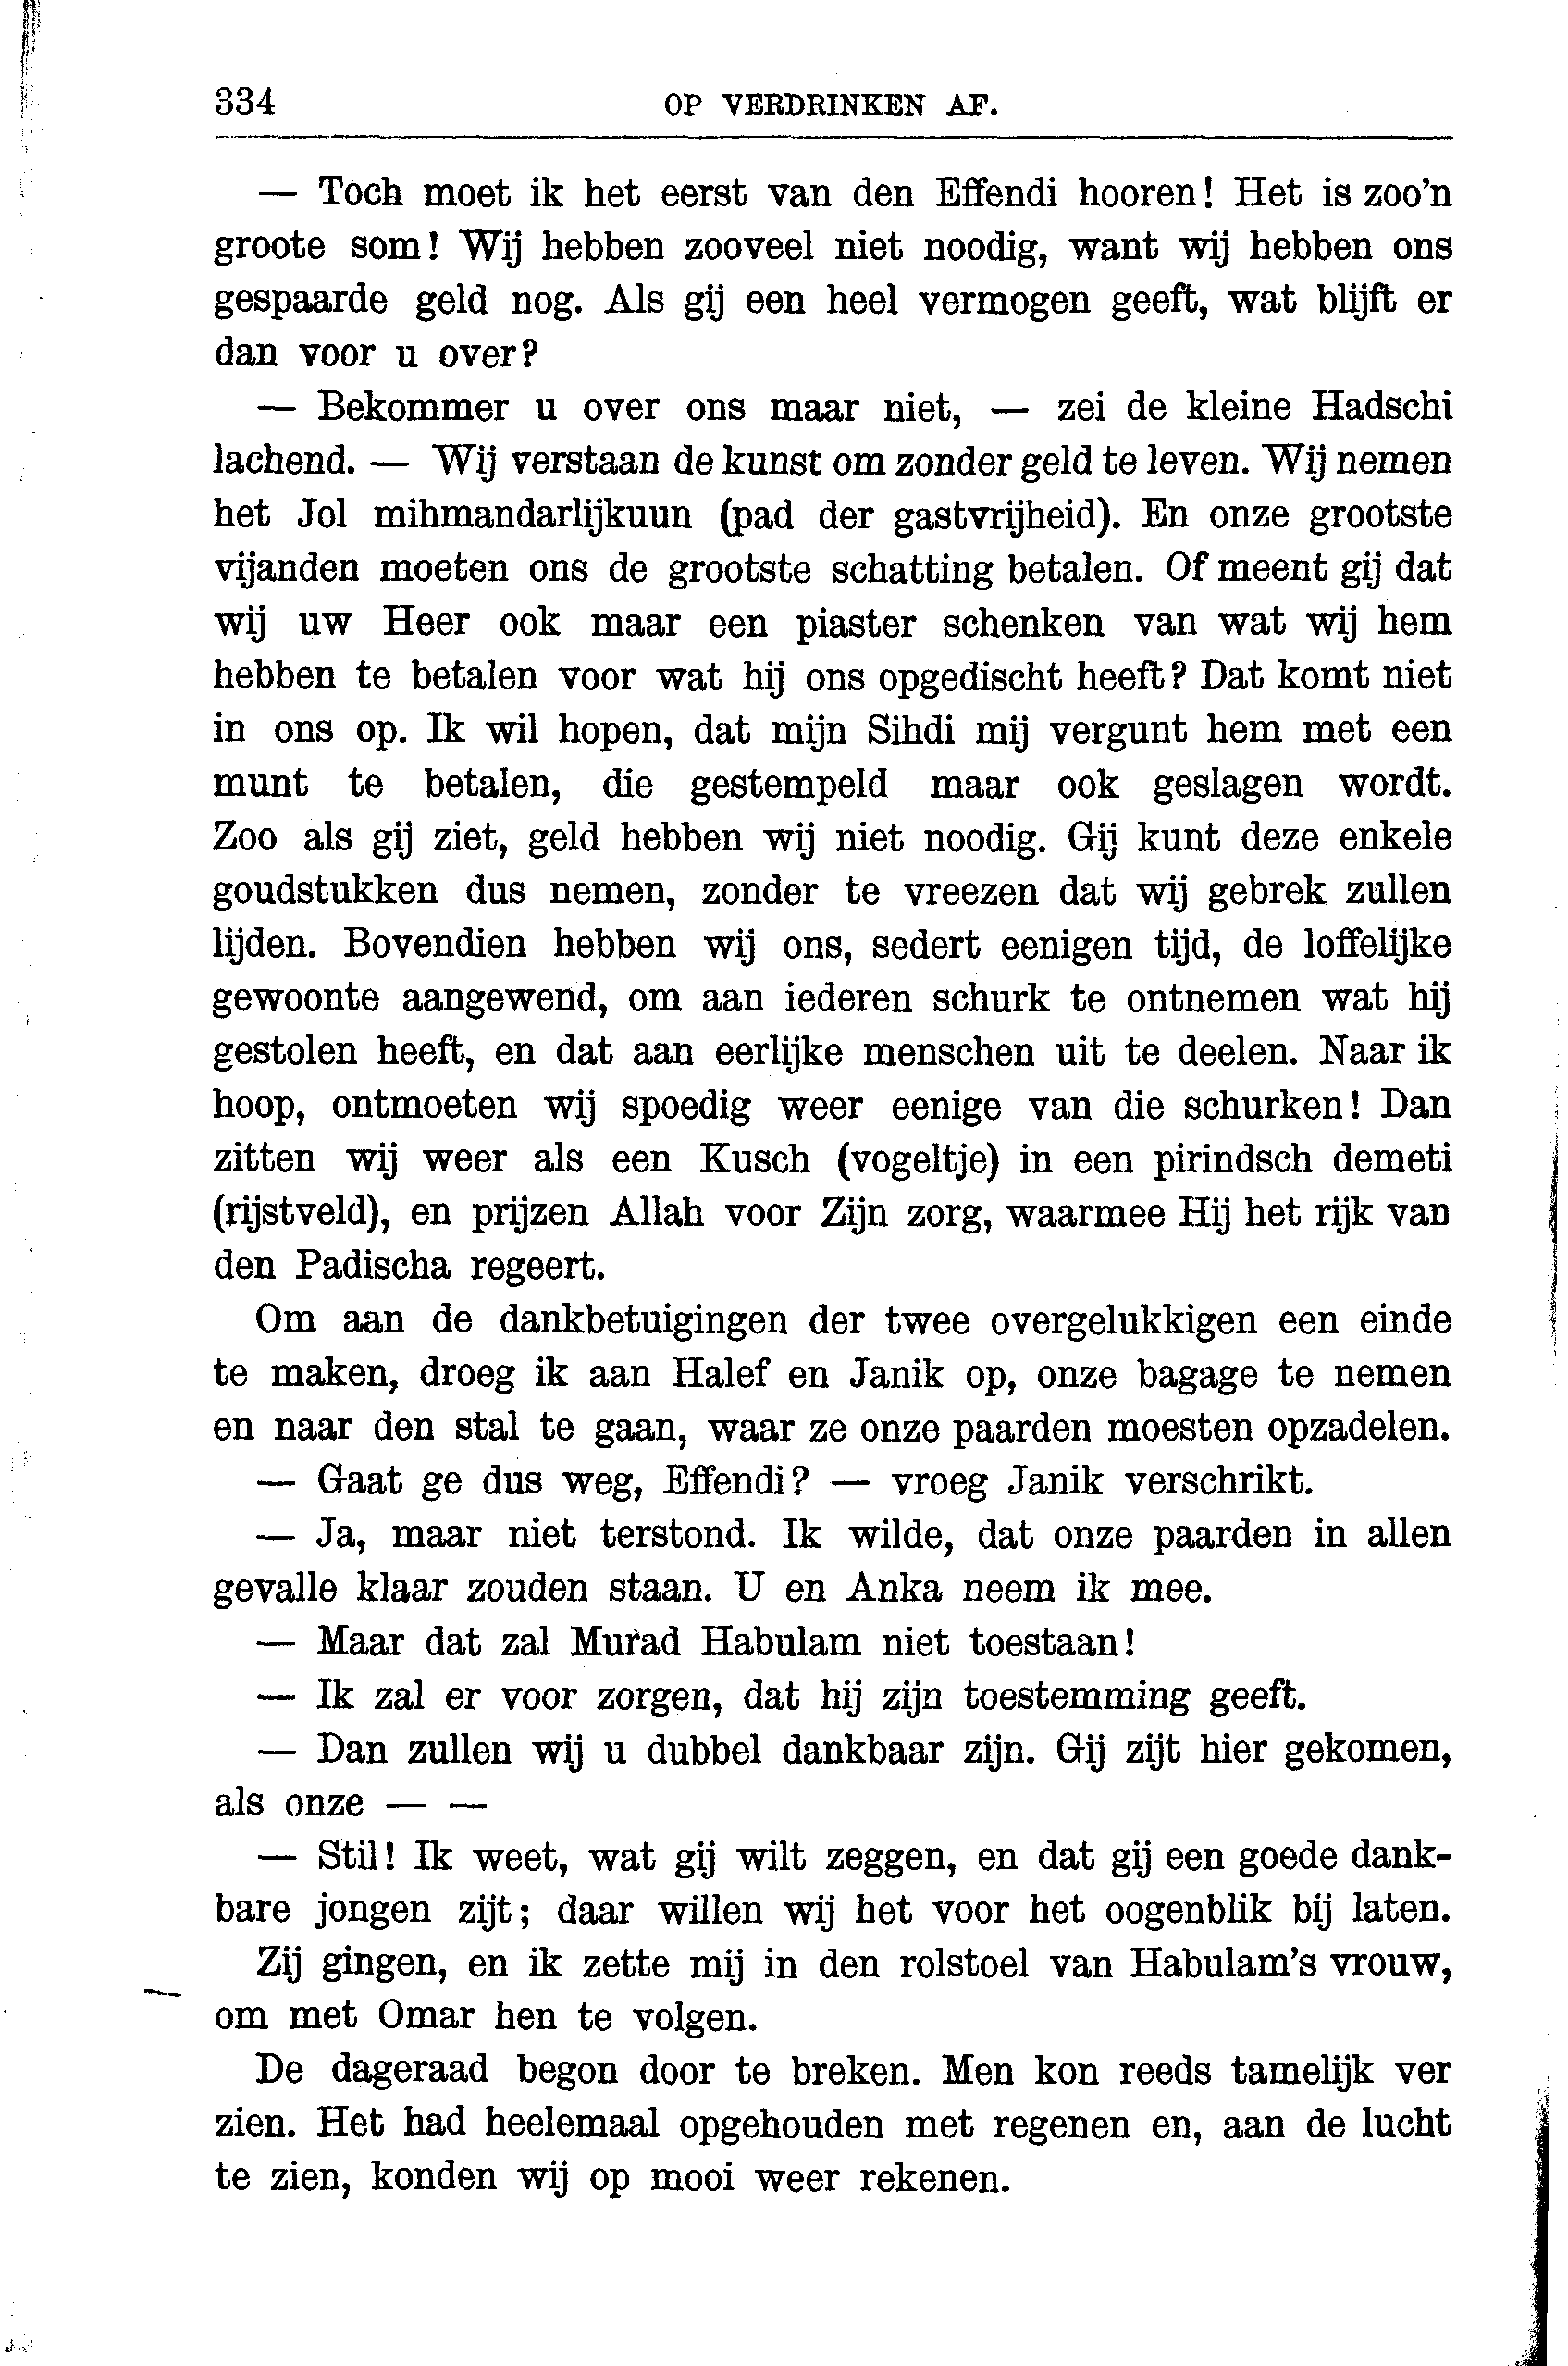 334 OP VERDRINKEN AF.
— Toch moet ik het eerst van den Effendi hooren! Het is zoo'n
groote som! Wij hebben zooveel niet noodig, want wij hebben ons
gespaarde geld nog. Als gij een heel vermogen geeft, wat blijft er
dan voor u over?
— Bekommer u over ons maar niet, — zei de kleine Hadschi
lachend. — Wij verstaan de kunst om zonder geld te leven. Wij nemen
het Jol mihmandarlijkuun (pad der gastvrijheid). En onze grootste
vijanden moeten ons de grootste schatting betalen. Of meent gij dat
wij uw Heer ook maar een piaster schenken van wat wij hem
hebben te betalen voor wat hij ons opgedischt heeft? Dat komt niet
in ons op. Ik wil hopen, dat mijn Sihdi mij vergunt hem met een
munt te betalen, die gestempeld maar ook geslagen wordt.
Zoo als gij ziet, geld hebben wij niet noodig. Gij kunt deze enkele
goudstukken dus nemen, zonder te vreezen dat wij gebrek zullen
lijden. Bovendien hebben wij ons, sedert eenigen tijd, de loffelijke
gewoonte aangewend, om aan iederen schurk te ontnemen wat hij
gestolen heeft, en dat aan eerlijke menschen uit te deelen. Naar ik
hoop, ontmoeten wij spoedig weer eenige van die schurken! Dan
zitten wij weer als een Kusch (vogeltje) in een pirindsch demeti
(rijstveld), en prijzen Allah voor Zijn zorg, waarmee Hij het rijk van
den Padischa regeert.
Om aan de dankbetuigingen der twee overgelukkigen een einde
te maken, droeg ik aan Halef en Janik op, onze bagage te nemen
en naar den stal te gaan, waar ze onze paarden moesten opzadelen.
— Gaat ge dus weg, Effendi? — vroeg Janik verschrikt.
— Ja, maar niet terstond. Ik wilde, dat onze paarden in allen
gevalle klaar zouden staan. U en Anka neem ik mee.
— Maar dat zal Murad Habulam niet toestaan!
— Ik zal er voor zorgen, dat hij zijn toestemming geeft.
— Dan zullen wij u dubbel dankbaar zijn. Gij zijt hier gekomen,
als onze — —
— Stil! Ik weet, wat gij wilt zeggen, en dat gij een goede dank-
bare jongen zijt; daar willen wij het voor het oogenblik bij laten.
Zij gingen, en ik zette mij in den rolstoel van Habulam's vrouw,
om met Omar hen te volgen.
De dageraad begon door te breken. Men kon reeds tamelijk ver
zien. Het had heelemaal opgehouden met regenen en, aan de lucht
te zien, konden wij op mooi weer rekenen.